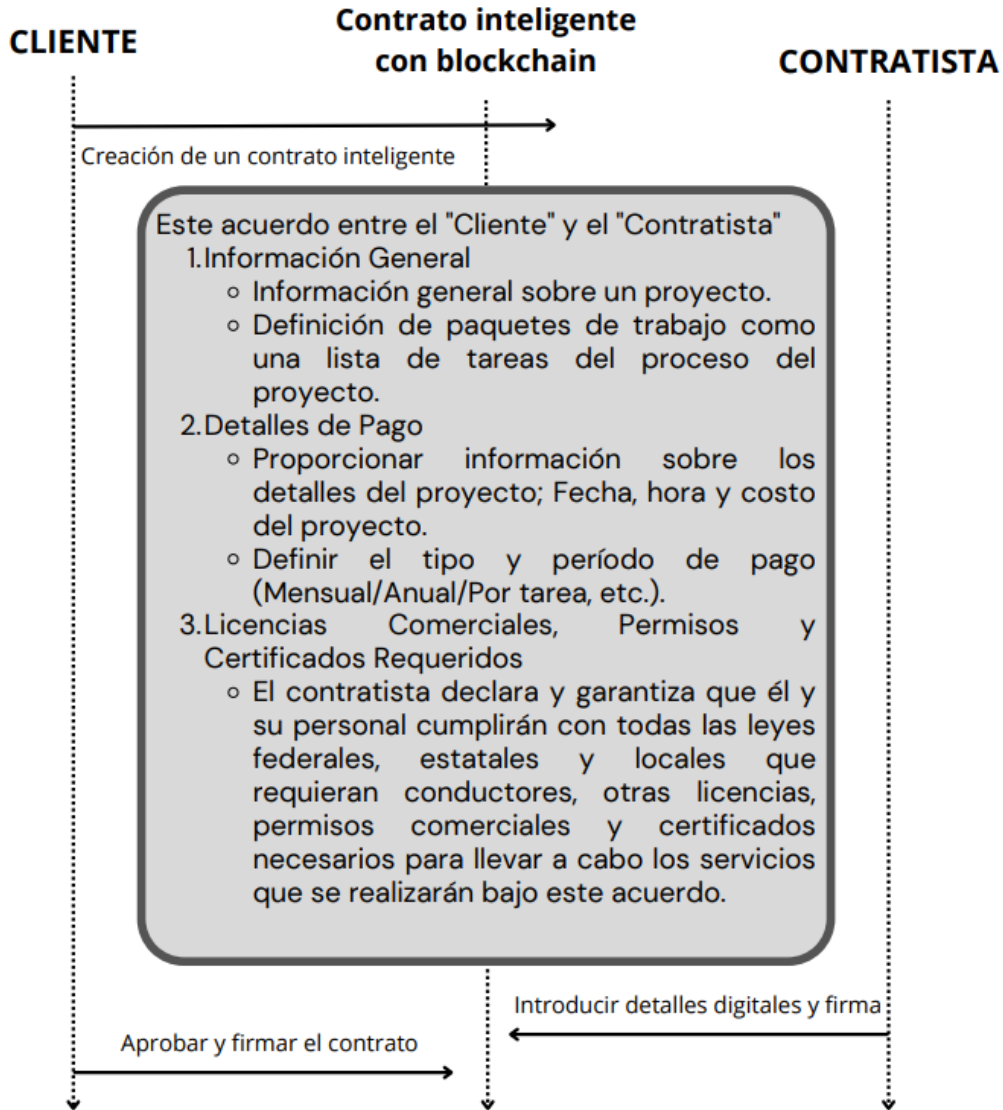 CLIENTE
Contrato inteligente
con blockchain
CONTRATISTA
Creación de un contrato inteligente
Este acuerdo entre el "Cliente" y el "Contratista"
1.Información General
◦ Información general sobre un proyecto.
◦ Definición de paquetes de trabajo como
una lista de tareas del proceso del
proyecto.
2.Detalles de Pago
◦ Proporcionar información sobre los
detalles del proyecto; Fecha, hora y costo
del proyecto.
◦ Definir el tipo y período de pago
(Mensual/Anual/Por tarea, etc.).
3.Licencias Comerciales, Permisos y
Certificados Requeridos
◦ El contratista declara y garantiza que él y
su personal cumplirán con todas las leyes
federales, estatales y locales que
requieran conductores, otras licencias,
permisos comerciales y certificados
necesarios para llevar a cabo los servicios
que se realizarán bajo este acuerdo.
Introducir detalles digitales y firma
Aprobar y firmar el contrato